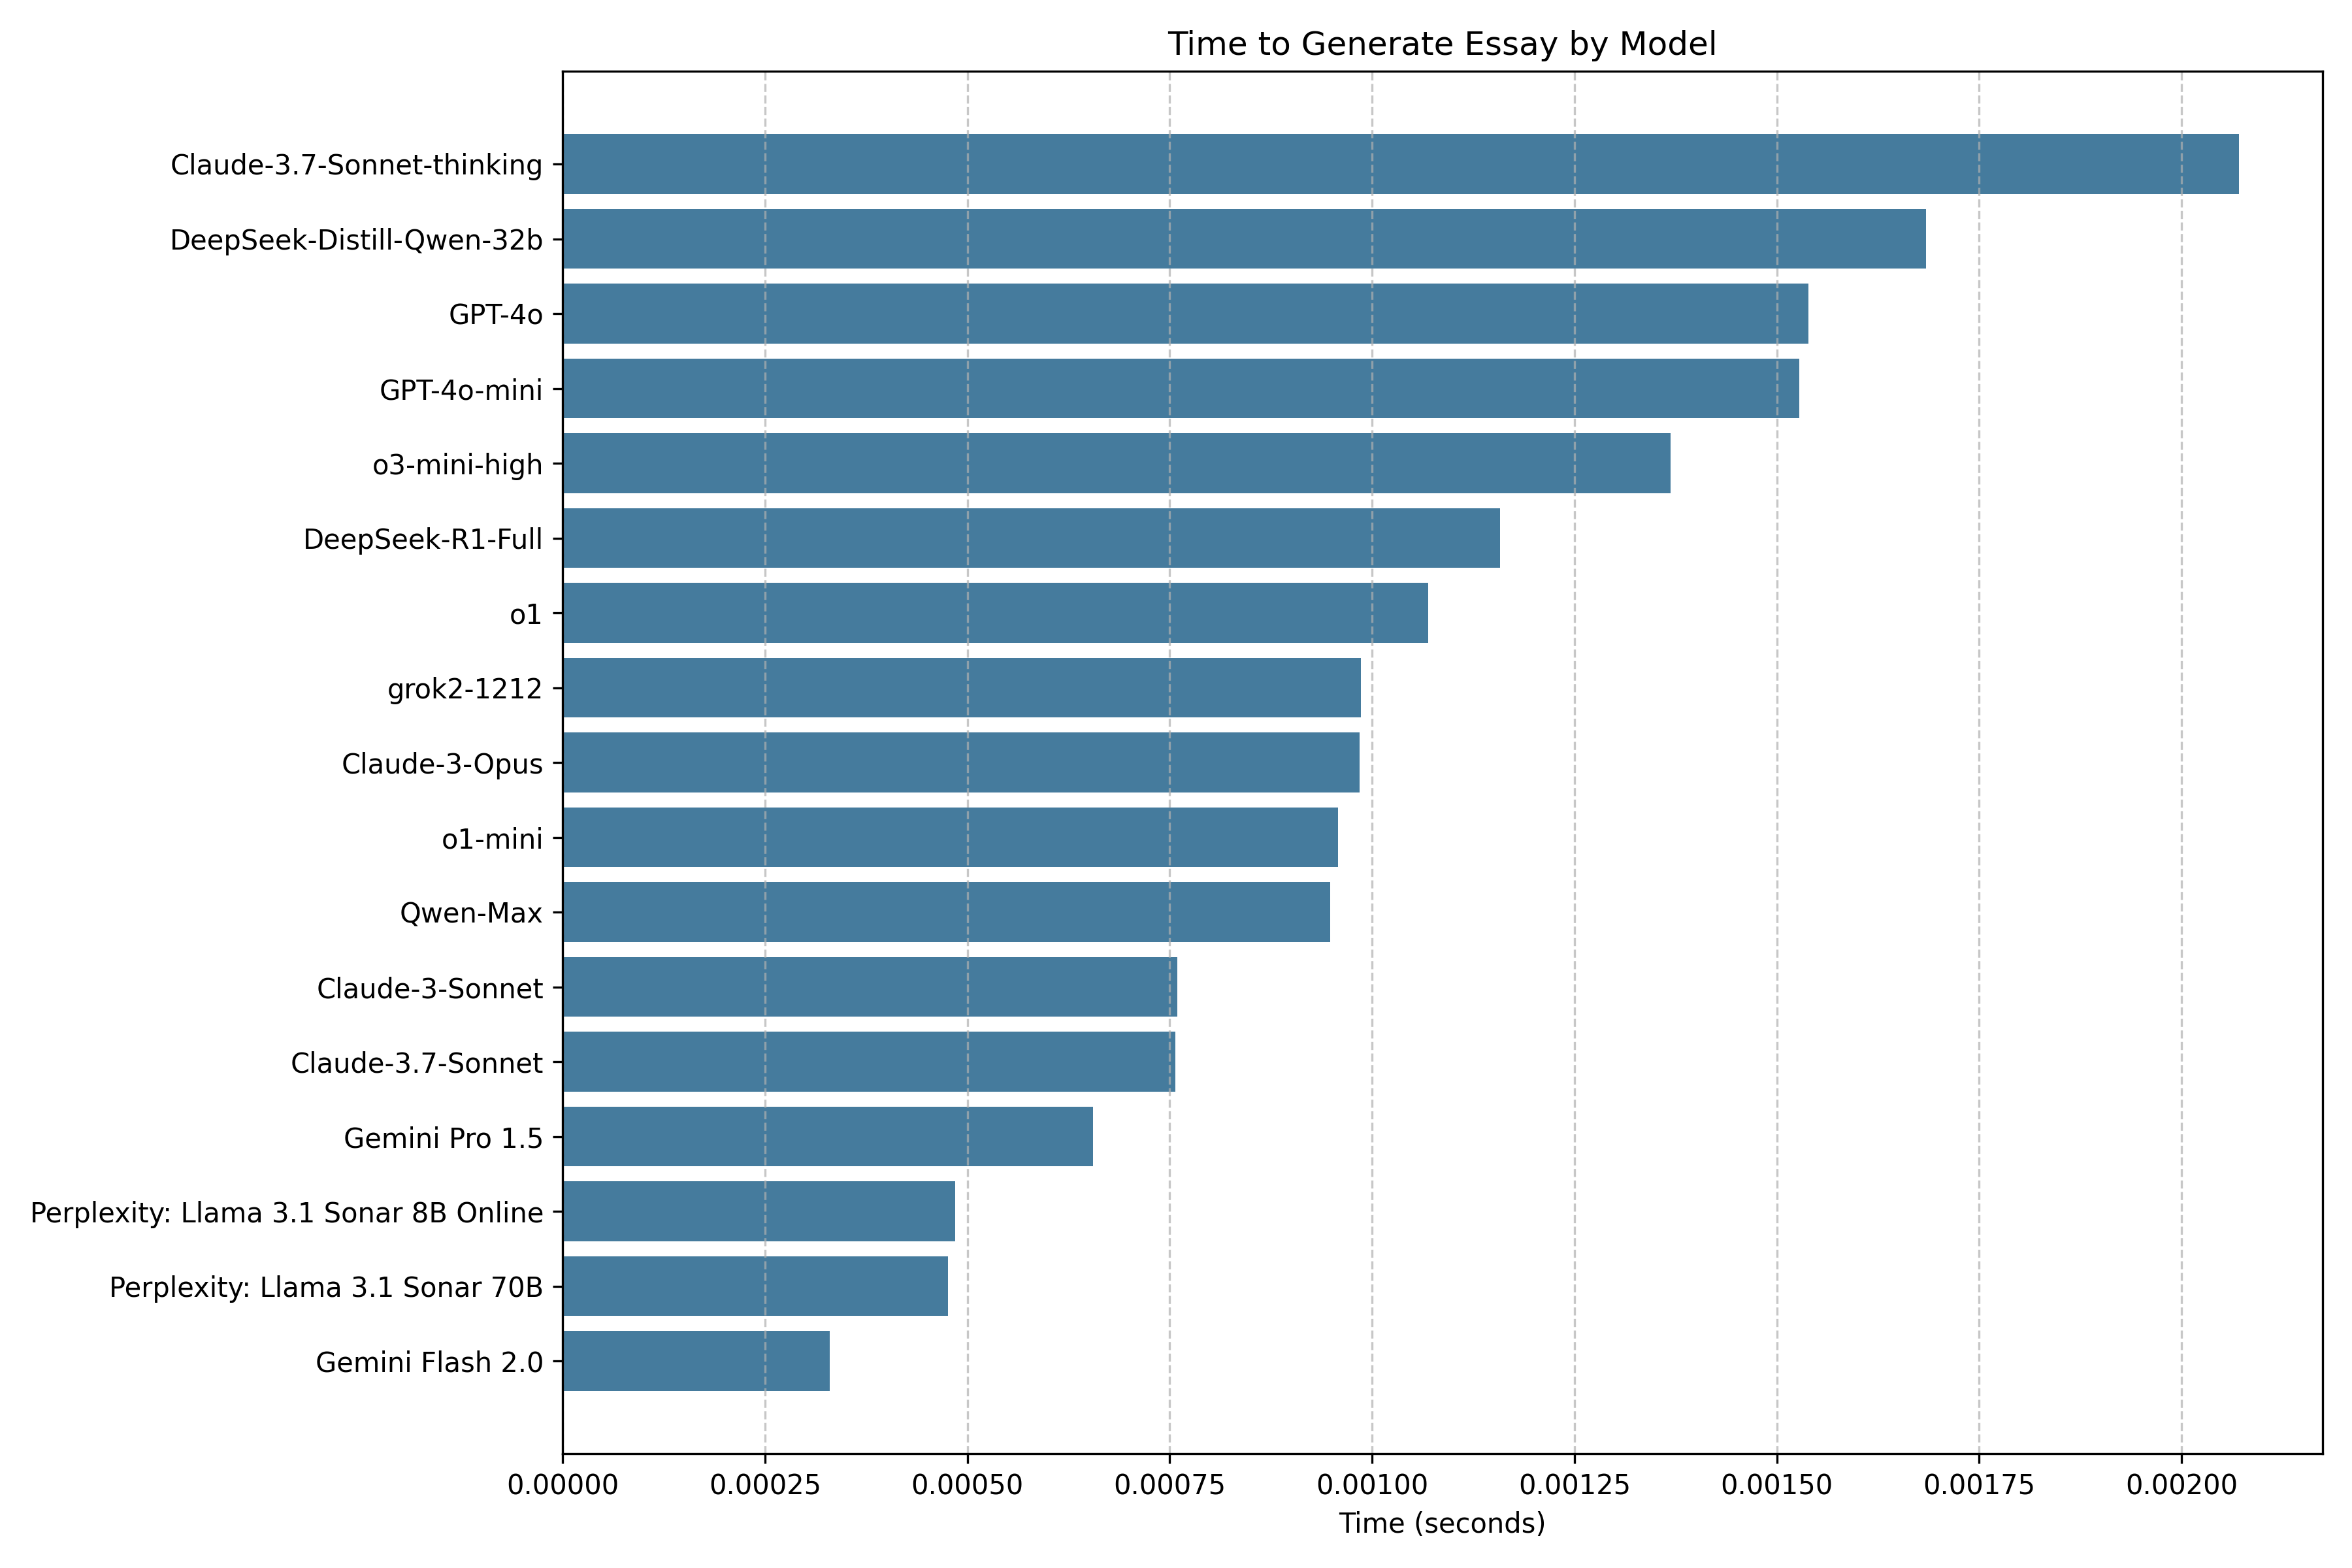 Time to Generate Essay by Model
Claude-3.7-Sonnet-thinking
DeepSeek-Distill-Qwen-32b
GPT-4o
GPT-4o-mini
o3-mini-high
DeepSeek-R1-Full
o1
grok2-1212
Claude-3-Opus
o1-mini
Qwen-Max
Claude-3-Sonnet
Claude-3.7-Sonnet
Gemini Pro 1.5
Perplexity: Llama 3.1 Sonar 8B Online
Perplexity: Llama 3.1 Sonar 70B
Gemini Flash 2.0
0.00000 0.00025 0.00050 0.00075 0.00100 0.00125 0.00150 0.00175 0.00200
Time (seconds)